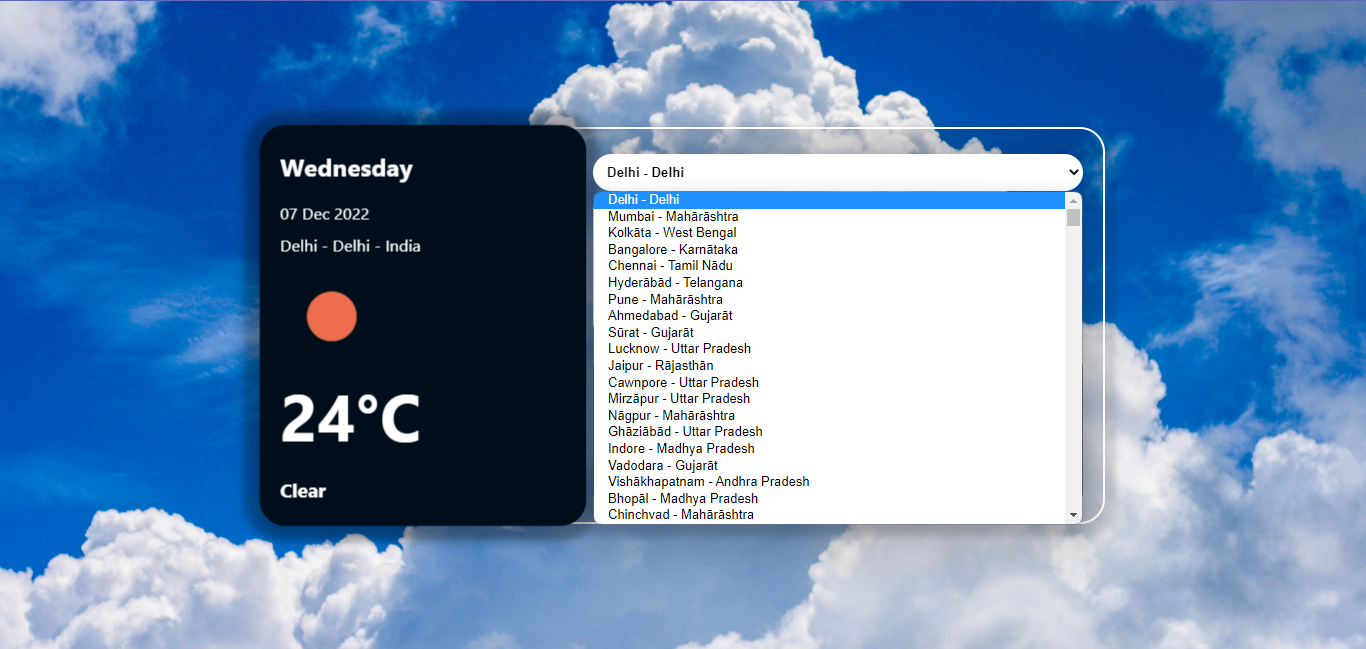 Wednesday
07 Dec 2022
Delhi - Delhi - India
24°C
Clear
Delhi - Delhi
Delhi - Delhi
Mumbai - Mahārāshtra
Kolkāta - West Bengal
Bangalore - Karnātaka
Chennai - Tamil Nādu
Hyderābād - Telangana
Pune - Mahārāshtra
Ahmedabad - Gujarāt
Sūrat - Gujarāt
Lucknow - Uttar Pradesh
Jaipur - Rājasthān
Cawnpore - Uttar Pradesh
Mirzāpur - Uttar Pradesh
Nāgpur - Mahārāshtra
Ghāziābād - Uttar Pradesh
Indore - Madhya Pradesh
Vadodara - Gujarāt
Vishākhapatnam - Andhra Pradesh
Bhopāl - Madhya Pradesh
Chinchvad - Mahārāshtra